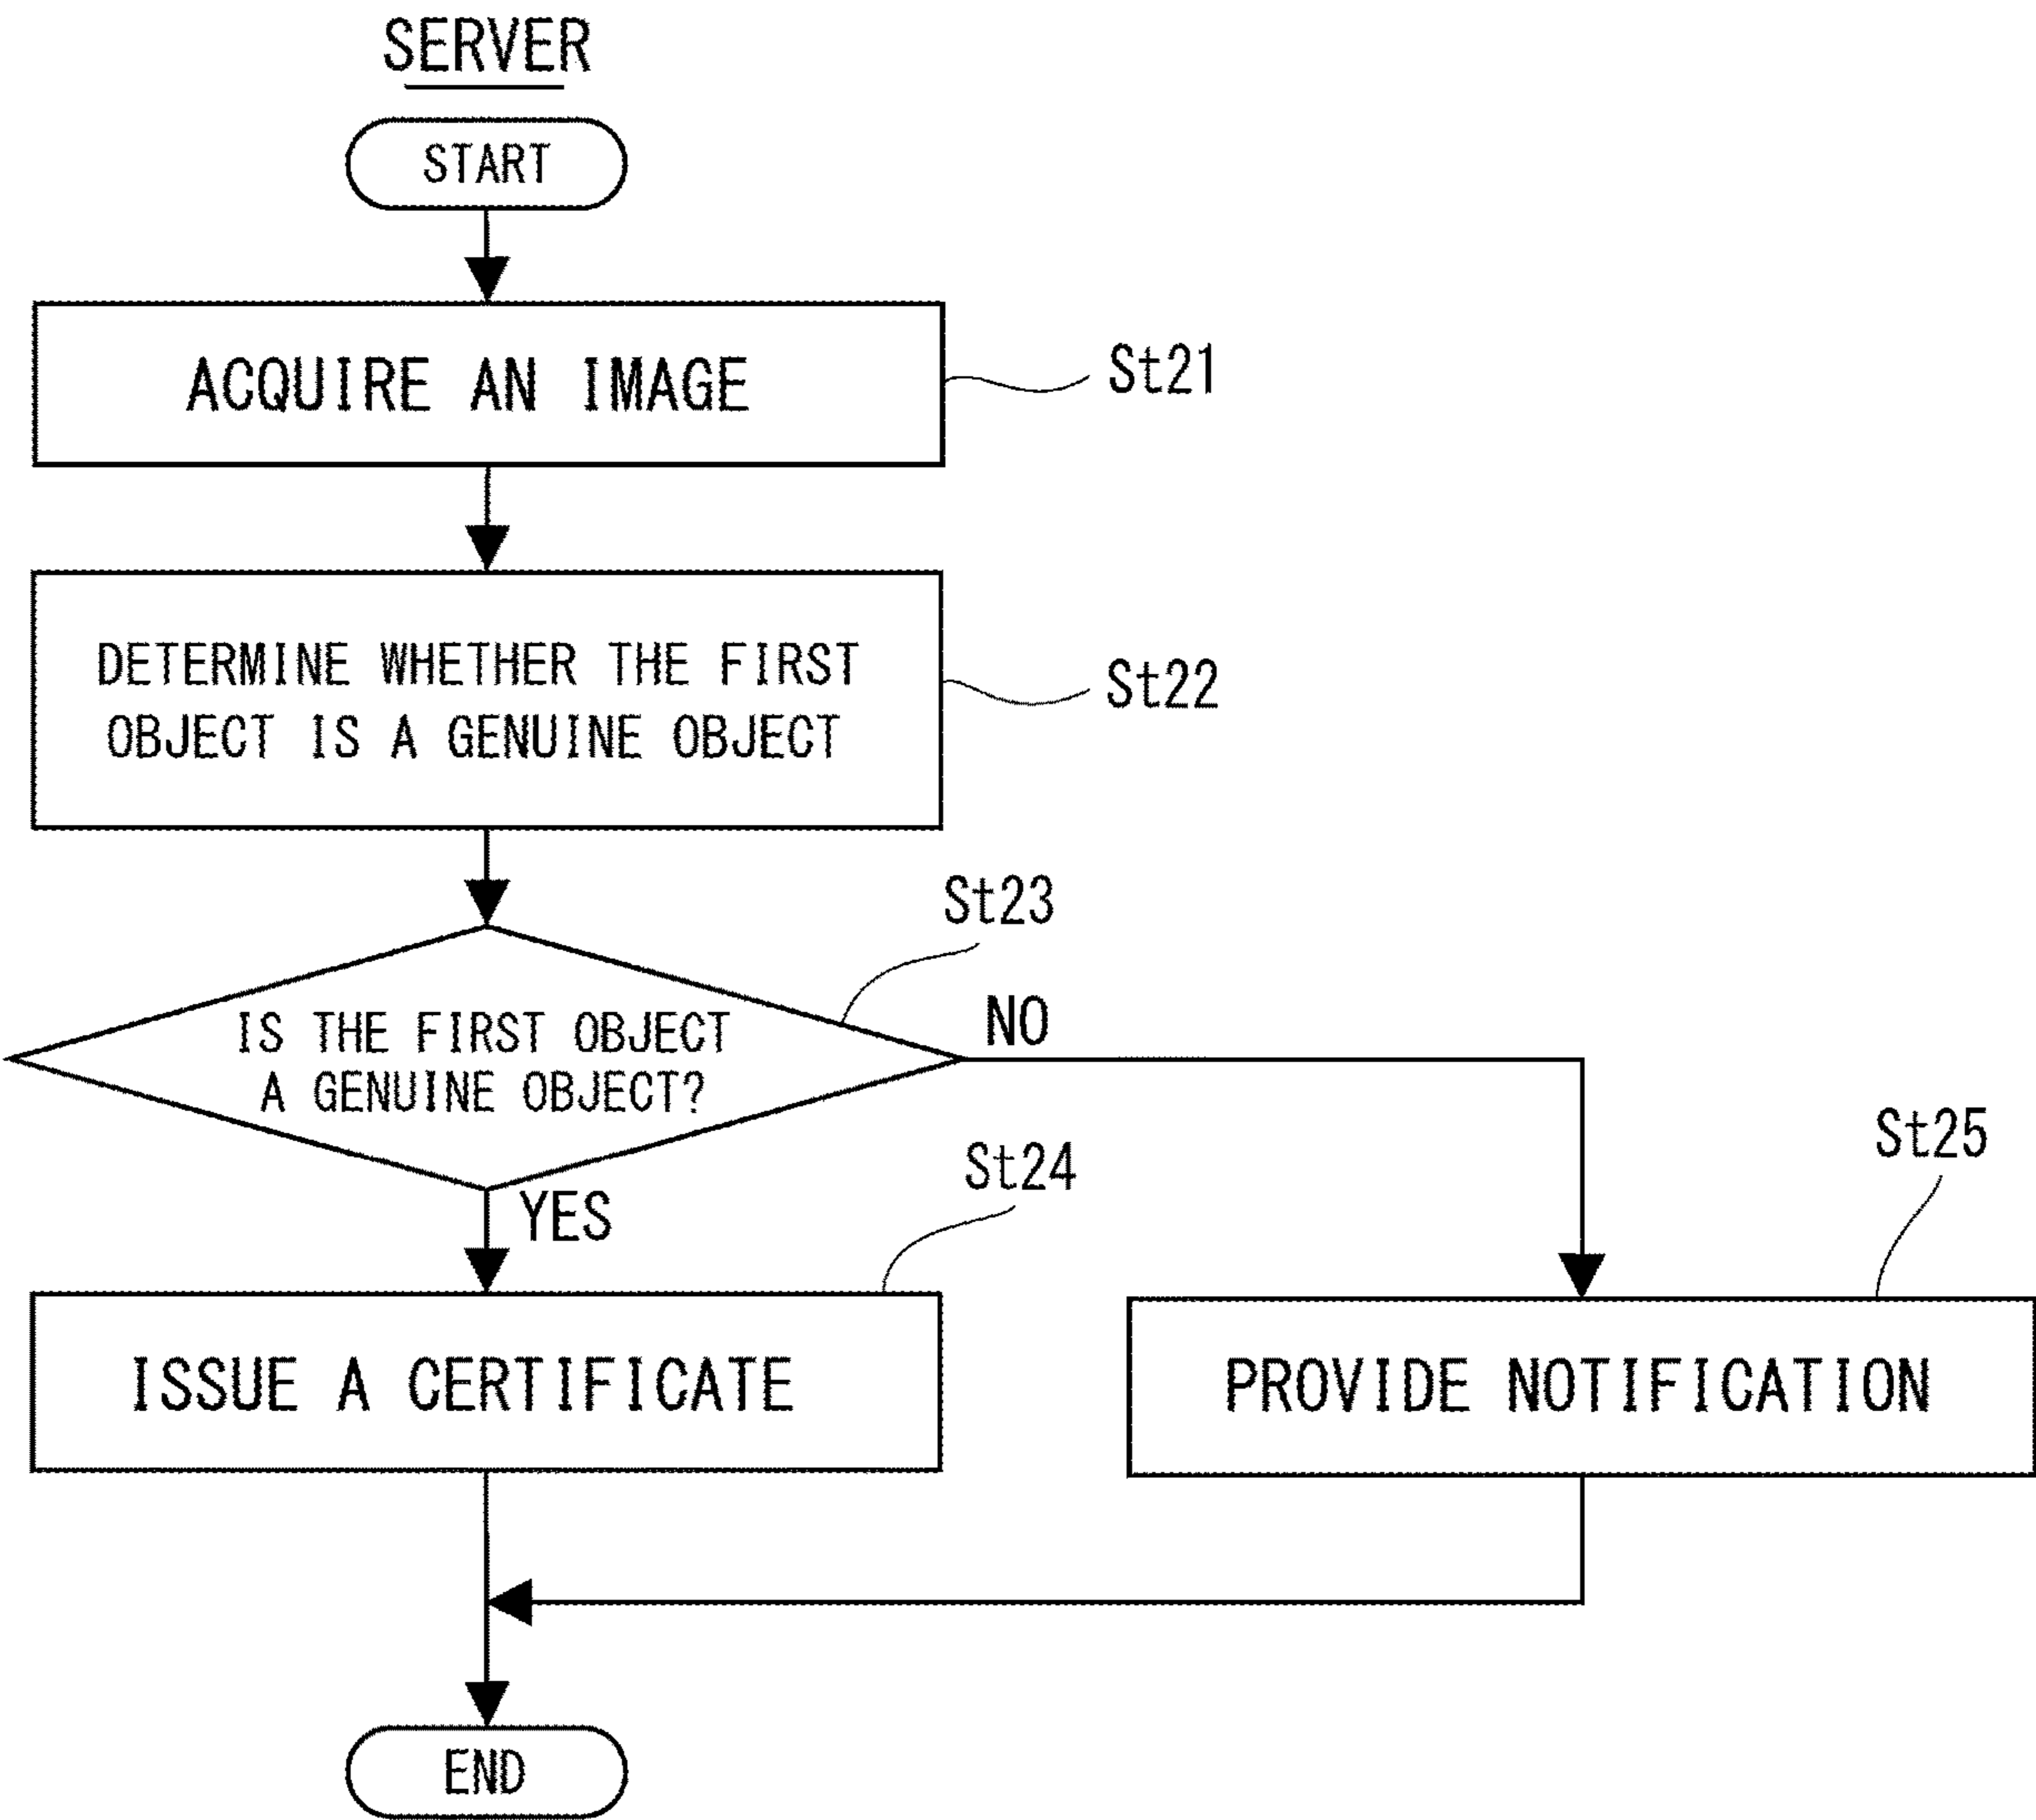 SERVER
START
ACQUIRE AN IMAGE
St21
DETERMINE WHETHER THE FIRST
OBJECT IS A GENUINE OBJECT
St22
St23
IS THE FIRST OBJECT
A GENUINE OBJECT?
NO
YES
St24
St25
ISSUE A CERTIFICATE
PROVIDE NOTIFICATION
END